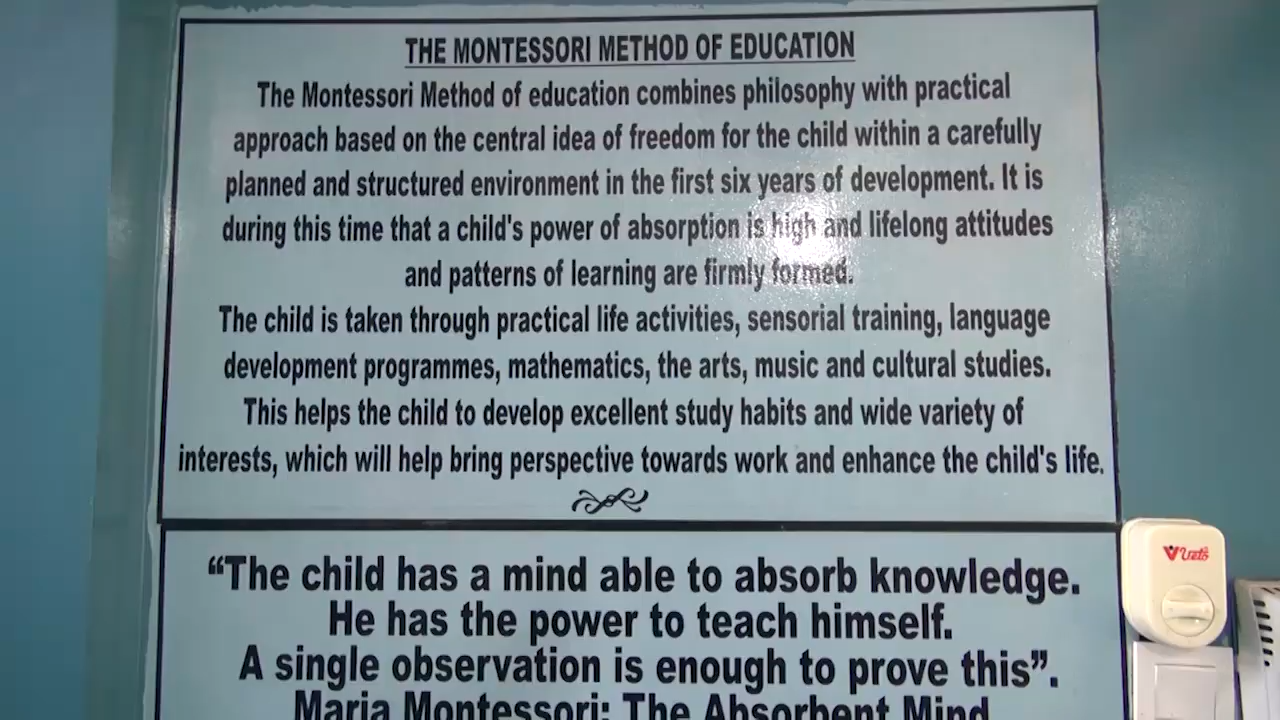 THE MONTESSORI METHOD OF EDUCATION
The Montessori Method of education combines philosophy with practical
approach based on the central idea of freedom for the child within a carefully
planned and structured environment in the first six years of development. It is
during this time that a child's power of absorption is high and lifelong attitudes
and patterns of learning are firmly formed.
The child is taken through practical life activities, sensorial training, language
development programmes, mathematics, the arts, music and cultural studies.
This helps the child to develop excellent study habits and wide variety of
interests, which will help bring perspective towards work and enhance the child's life.
“The child has a mind able to absorb knowledge.
He has the power to teach himself.
A single observation is enough to prove this”.
Maria Montessori: The Absorbent Mind